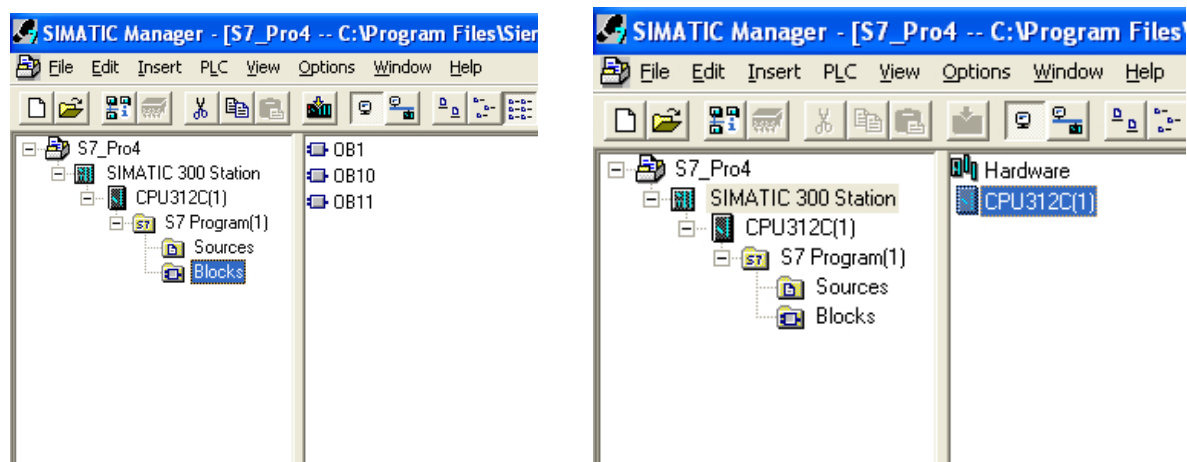 SIMATIC Manager - [S7_Pro4 -- C:\Program Files\Sie
File Edit Insert PLC View Options Window Help
S7_Pro4
SIMATIC 300 Station
CPU312C(1)
S7 Program(1)
Sources
Blocks
OB1
OB10
OB11
SIMATIC Manager - [S7_Pro4 -- C:\Program Files\
File Edit Insert PLC View Options Window Help
S7_Pro4
SIMATIC 300 Station
CPU312C(1)
S7 Program(1)
Sources
Blocks
Hardware
CPU312C(1)